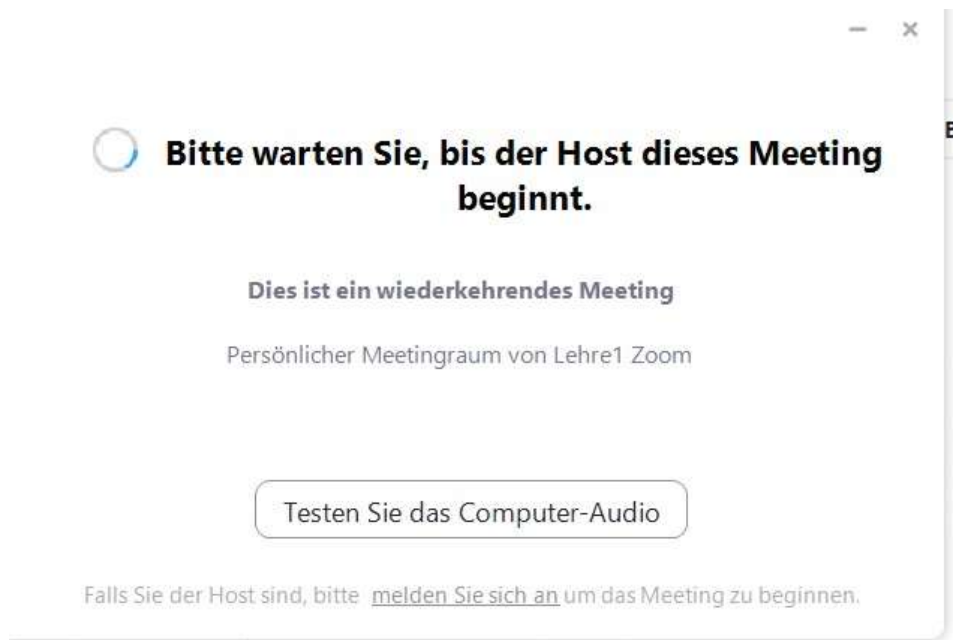 Bitte warten Sie, bis der Host dieses Meeting
beginnt.
Dies ist ein wiederkehrendes Meeting
Persönlicher Meetingraum von Lehre1 Zoom
Testen Sie das Computer-Audio
Falls Sie der Host sind, bitte melden Sie sich an um das Meeting zu beginnen.